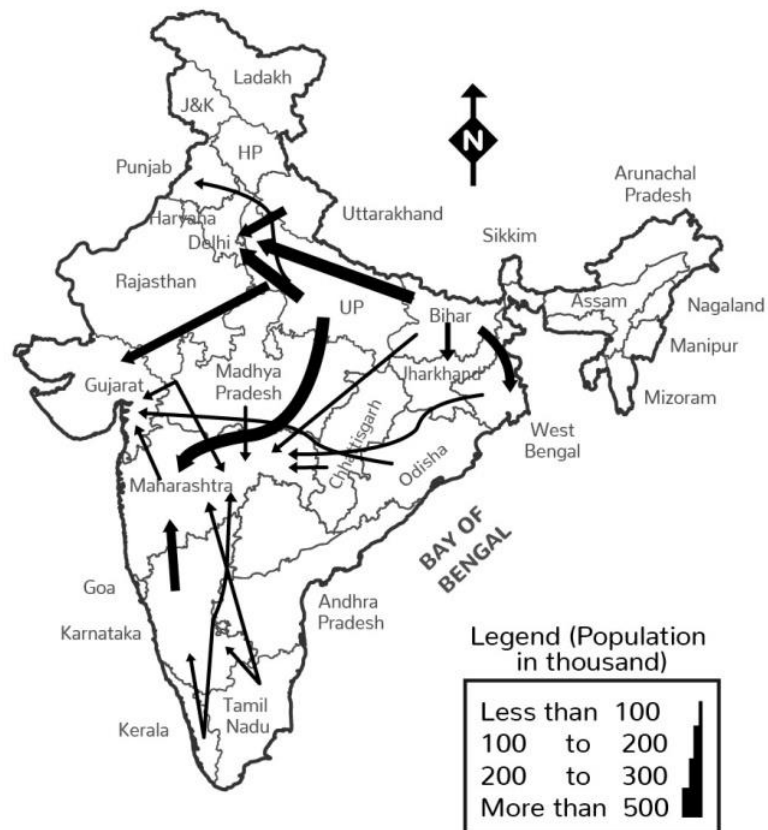 Ladakh
J&K
HP
Punjab
N
Arunachal
Pradesh
Haryana
Uttarakhand
Delhi
Sikkim
Rajasthan
UP
Bihar
Assam
Nagaland
Manipur
Gujarat
Madhya
Pradesh
Jharkhand
Mizoram
West
Bengal
Chhattisgarh
Odisha
Maharashtra
BAY OF
BENGAL
Goa
Andhra
Pradesh
Karnataka
Tamil
Nadu
Kerala
Legend (Population
in thousand)
Less than 100
100 to 200
200 to 300
More than 500